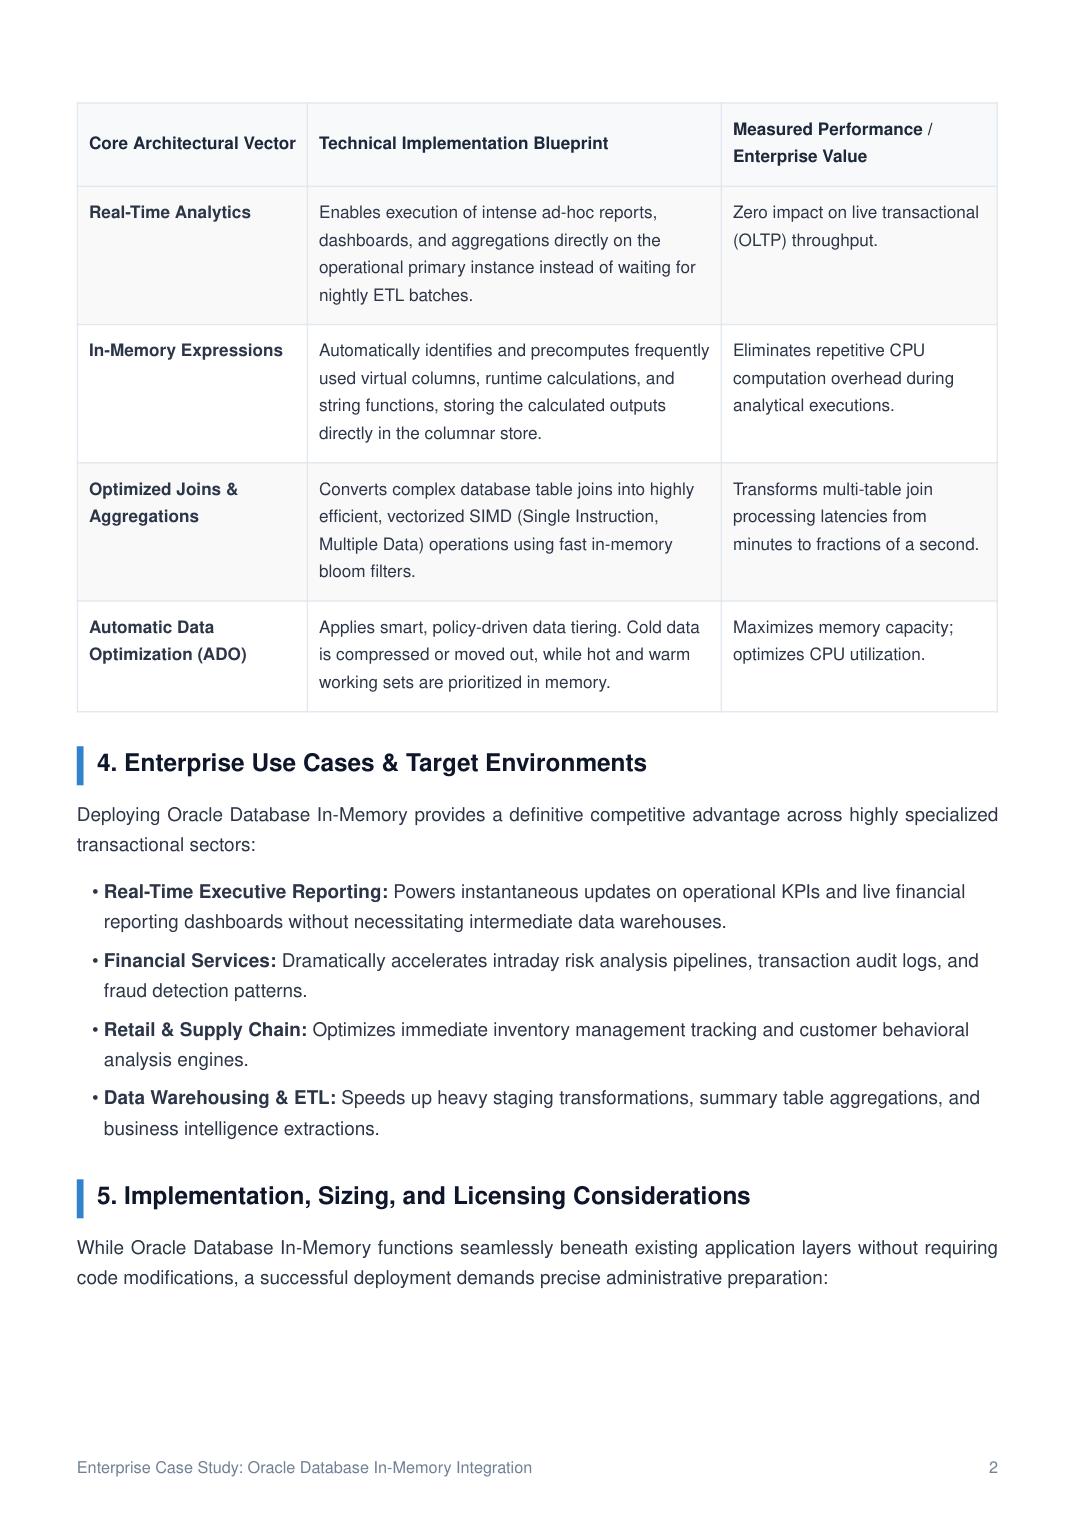 Core Architectural Vector
Technical Implementation Blueprint
Measured Performance /
Enterprise Value
Real-Time Analytics
Enables execution of intense ad-hoc reports,
dashboards, and aggregations directly on the
operational primary instance instead of waiting for
nightly ETL batches.
Zero impact on live transactional
(OLTP) throughput.
In-Memory Expressions
Automatically identifies and precomputes frequently
used virtual columns, runtime calculations, and
string functions, storing the calculated outputs
directly in the columnar store.
Eliminates repetitive CPU
computation overhead during
analytical executions.
Optimized Joins &
Aggregations
Converts complex database table joins into highly
efficient, vectorized SIMD (Single Instruction,
Multiple Data) operations using fast in-memory
bloom filters.
Transforms multi-table join
processing latencies from
minutes to fractions of a second.
Automatic Data
Optimization (ADO)
Applies smart, policy-driven data tiering. Cold data
is compressed or moved out, while hot and warm
working sets are prioritized in memory.
Maximizes memory capacity;
optimizes CPU utilization.
4. Enterprise Use Cases & Target Environments
Deploying Oracle Database In-Memory provides a definitive competitive advantage across highly specialized
transactional sectors:
• Real-Time Executive Reporting: Powers instantaneous updates on operational KPIs and live financial
reporting dashboards without necessitating intermediate data warehouses.
• Financial Services: Dramatically accelerates intraday risk analysis pipelines, transaction audit logs, and
fraud detection patterns.
• Retail & Supply Chain: Optimizes immediate inventory management tracking and customer behavioral
analysis engines.
• Data Warehousing & ETL: Speeds up heavy staging transformations, summary table aggregations, and
business intelligence extractions.
5. Implementation, Sizing, and Licensing Considerations
While Oracle Database In-Memory functions seamlessly beneath existing application layers without requiring
code modifications, a successful deployment demands precise administrative preparation:
Enterprise Case Study: Oracle Database In-Memory Integration
2